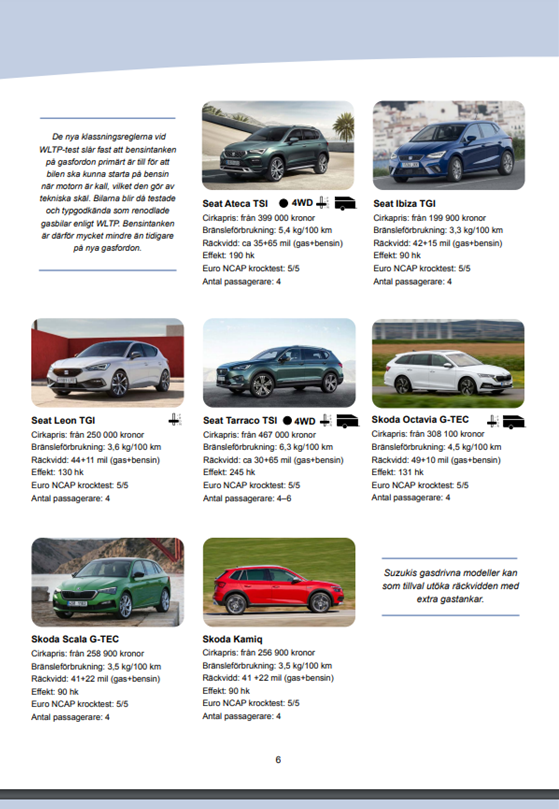 De nya klassningsreglerna vid
WLTP-test slår fast att bensintanken
på gasfordon primärt är till för att
bilen ska kunna starta på bensin
när motorn är kall, vilket den gör av
tekniska skäl. Bilarna blir då testade
och typgodkända som renodlade
gasbilar enligt WLTP. Bensintanken
är därför mycket mindre än tidigare
på nya gasfordon.
Seat Ateca TSI 4WD
Cirkapris: från 399 000 kronor
Bränsleförbrukning: 5,4 kg/100 km
Räckvidd: ca 35+65 mil (gas+bensin)
Effekt: 190 hk
Euro NCAP krocktest: 5/5
Antal passagerare: 4
Seat Ibiza TGI
Cirkapris: från 199 900 kronor
Bränsleförbrukning: 3,3 kg/100 km
Räckvidd: 42+15 mil (gas+bensin)
Effekt: 90 hk
Euro NCAP krocktest: 5/5
Antal passagerare: 4
Seat Leon TGI
Cirkapris: från 250 000 kronor
Bränsleförbrukning: 3,6 kg/100 km
Räckvidd: 44+11 mil (gas+bensin)
Effekt: 130 hk
Euro NCAP krocktest: 5/5
Antal passagerare: 4
Seat Tarraco TSI 4WD
Cirkapris: från 467 000 kronor
Bränsleförbrukning: 6,3 kg/100 km
Räckvidd: ca 30+65 mil (gas+bensin)
Effekt: 245 hk
Euro NCAP krocktest: 5/5
Antal passagerare: 4–6
Skoda Octavia G-TEC
Cirkapris: från 308 100 kronor
Bränsleförbrukning: 4,5 kg/100 km
Räckvidd: 49+10 mil (gas+bensin)
Effekt: 131 hk
Euro NCAP krocktest: 5/5
Antal passagerare: 4
Skoda Scala G-TEC
Cirkapris: från 258 900 kronor
Bränsleförbrukning: 3,5 kg/100 km
Räckvidd: 41+22 mil (gas+bensin)
Effekt: 90 hk
Euro NCAP krocktest: 5/5
Antal passagerare: 4
Skoda Kamiq
Cirkapris: från 256 900 kronor
Bränsleförbrukning: 3,5 kg/100 km
Räckvidd: 41 +22 mil (gas+bensin)
Effekt: 90 hk
Euro NCAP krocktest: 5/5
Antal passagerare: 4
Suzukis gasdrivna modeller kan
som tillval utöka räckvidden med
extra gastankar.
6